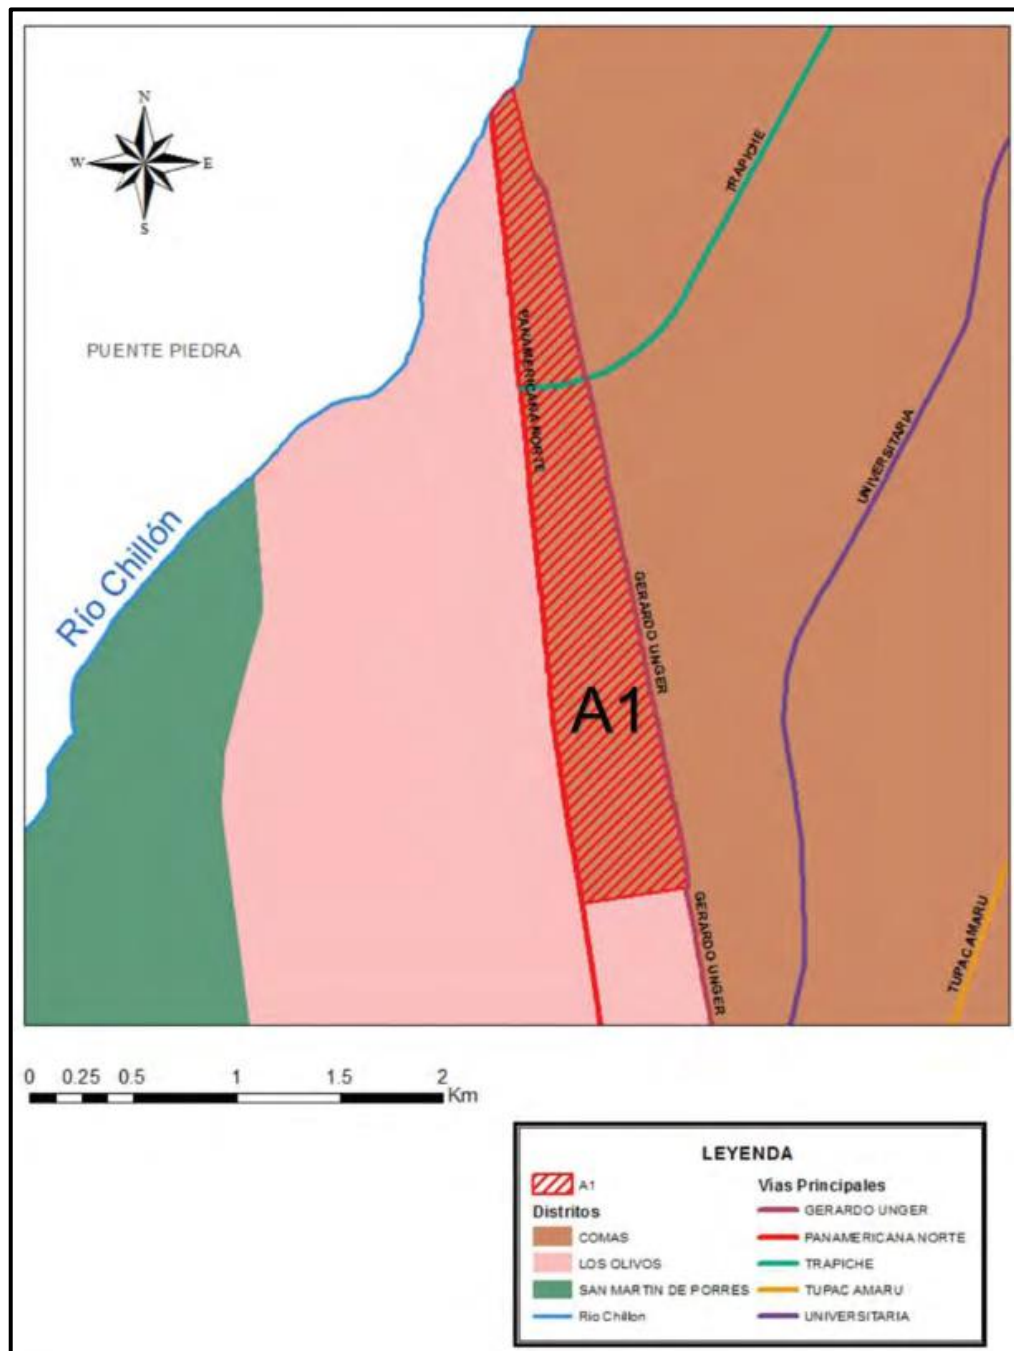 N
W E
S
TRAPICHE
PANAMERICANA NORTE
PUENTE PIEDRA
UNIVERSITARIA
Río Chillón
GERARDO UNGER
A1
GERARDO UNGER
TUPAC AMARU
0 0.25 0.5 1 1.5 2
Km
LEYENDA
A1
Distritos
COMAS
LOS OLIVOS
SAN MARTIN DE PORRES
Rio Chillon
Vias Principales
GERARDO UNGER
PANAMERICANA NORTE
TRAPICHE
TUPAC AMARU
UNIVERSITARIA